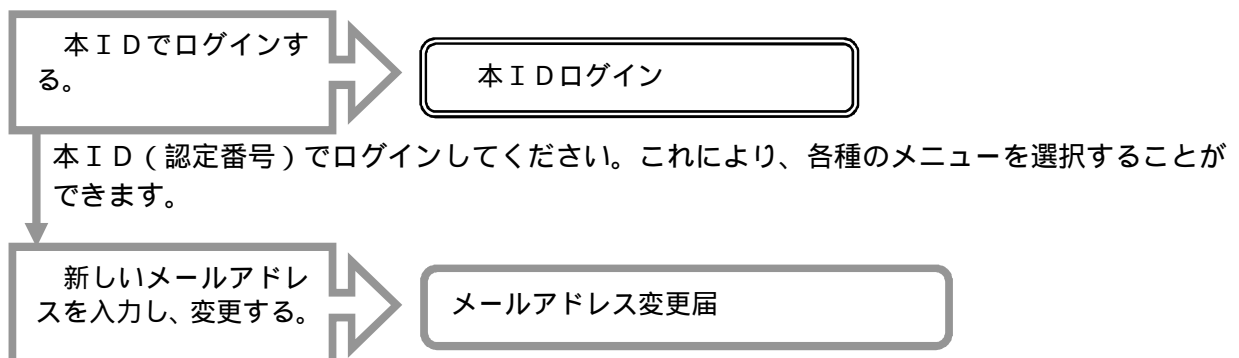 本ＩＤでログインす
る。
本ＩＤログイン
本ＩＤ（認定番号）でログインしてください。これにより、各種のメニューを選択することが
できます。
新しいメールアドレ
スを入力し、変更する。
メールアドレス変更届